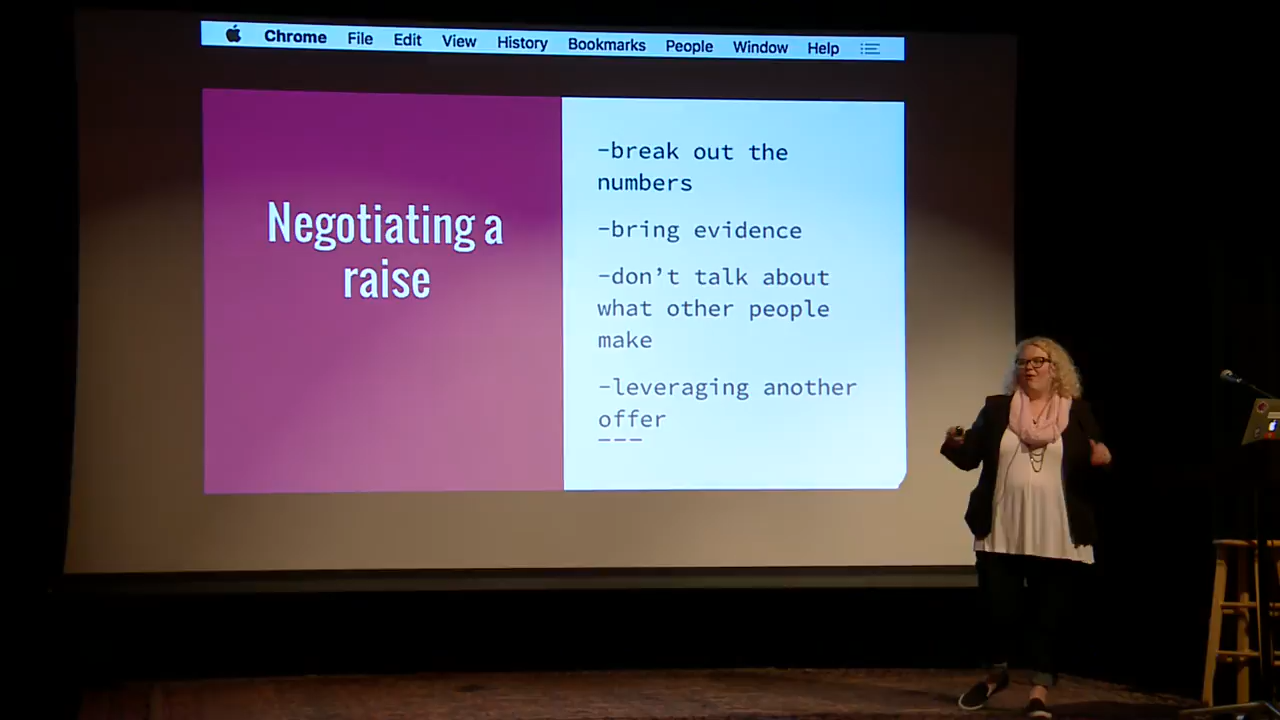 Chrome File Edit View History Bookmarks People Window Help
Negotiating a
raise
-break out the
numbers
-bring evidence
-don't talk about
what other people
make
-leveraging another
offer